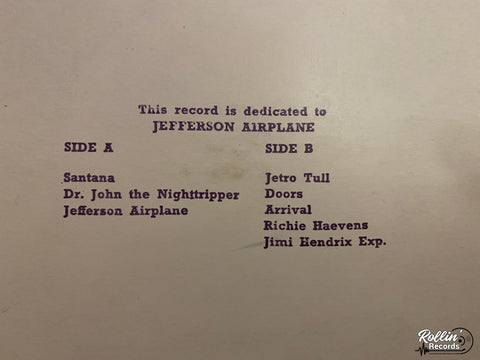 This record is dedicated to
JEFFERSON AIRPLANE
SIDE A
Santana
Dr. John the Nighttripper
Jefferson Airplane
SIDE B
Jetro Tull
Doors
Arrival
Richie Haevens
Jimi Hendrix Exp.
Rollin'
Records